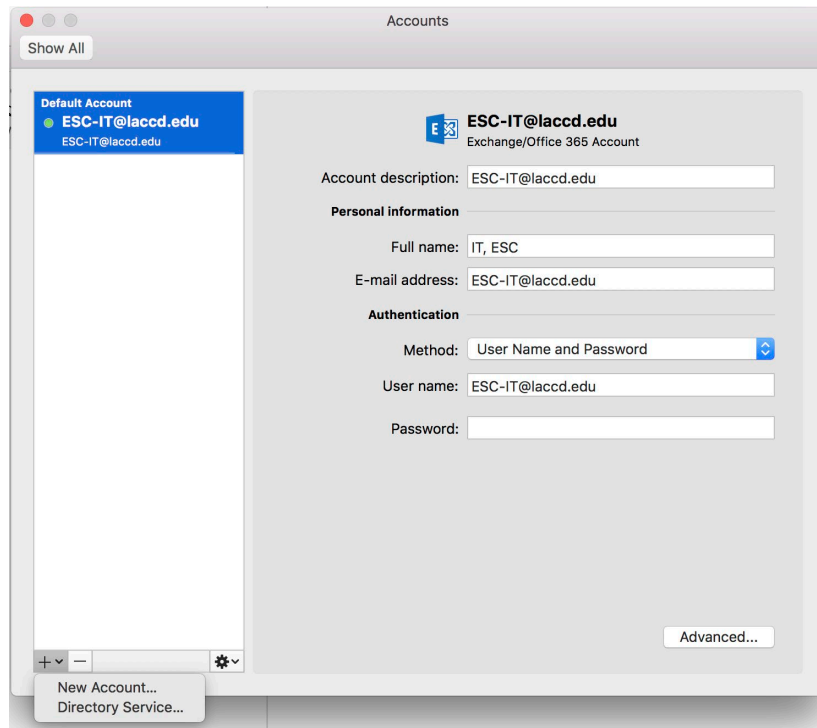 Accounts
Show All
Default Account
ESC-IT@laccd.edu
ESC-IT@laccd.edu
E
ESC-IT@laccd.edu
Exchange/Office 365 Account
Account description: ESC-IT@laccd.edu
Personal information
Full name: IT, ESC
E-mail address: ESC-IT@laccd.edu
Authentication
Method: User Name and Password
User name: ESC-IT@laccd.edu
Password:
Advanced...
New Account...
Directory Service...